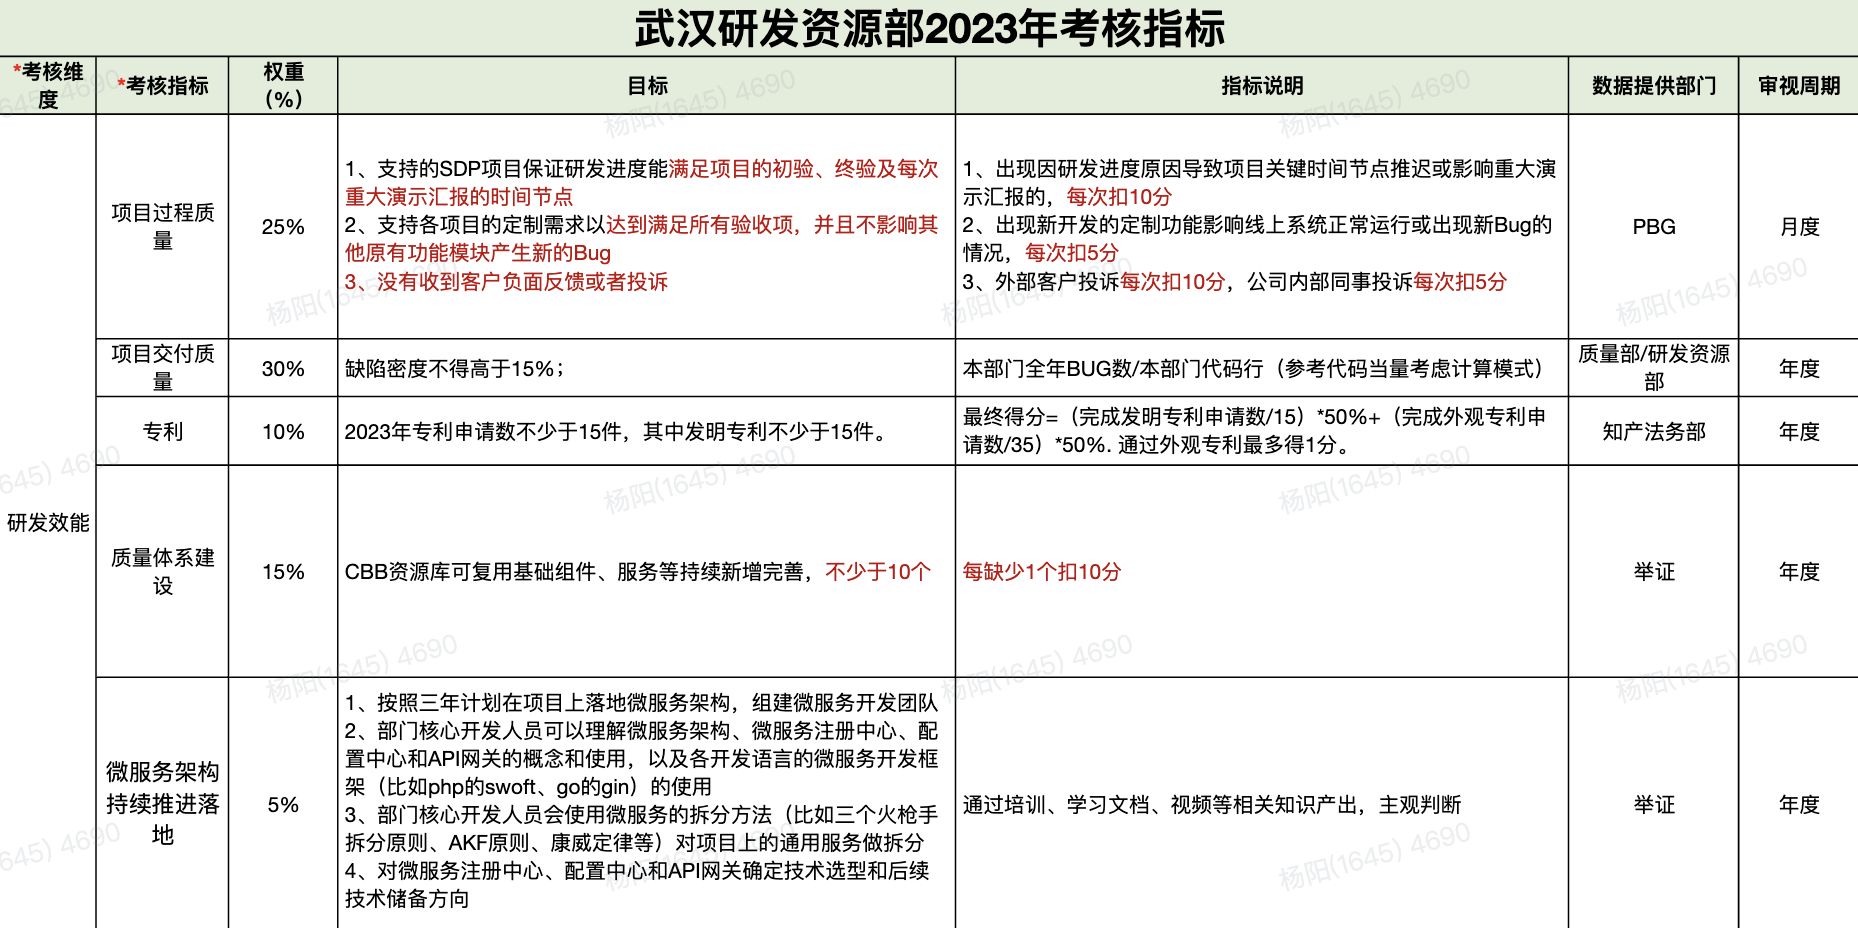 武汉研发资源部2023年考核指标
*考核维
度
*考核指标
权重
（%）
目标
指标说明
数据提供部门
审视周期
研发效能
项目过程质
量
25%
1、支持的SDP项目保证研发进度能满足项目的初验、终验及每次
重大演示汇报的时间节点
2、支持各项目的定制需求以达到满足所有验收项，并且不影响其
他原有功能模块产生新的Bug
3、没有收到客户负面反馈或者投诉
1、出现因研发进度原因导致项目关键时间节点推迟或影响重大演
示汇报的，每次扣10分
2、出现新开发的定制功能影响线上系统正常运行或出现新Bug的
情况，每次扣5分
3、外部客户投诉每次扣10分，公司内部同事投诉每次扣5分
PBG
月度
项目交付质
量
30%
缺陷密度不得高于15%；
本部门全年BUG数/本部门代码行（参考代码当量考虑计算模式）
质量部/研发资源
部
年度
专利
10%
2023年专利申请数不少于15件，其中发明专利不少于15件。
最终得分=（完成发明专利申请数/15）*50%+（完成外观专利申
请数/35）*50%. 通过外观专利最多得1分。
知产法务部
年度
质量体系建
设
15%
CBB资源库可复用基础组件、服务等持续新增完善，不少于10个
每缺少1个扣10分
举证
年度
微服务架构
持续推进落
地
5%
1、按照三年计划在项目上落地微服务架构，组建微服务开发团队
2、部门核心开发人员可以理解微服务架构、微服务注册中心、配
置中心和API网关的概念和使用，以及各开发语言的微服务开发框
架（比如php的swoft、go的gin）的使用
3、部门核心开发人员会使用微服务的拆分方法（比如三个火枪手
拆分原则、AKF原则、康威定律等）对项目上的通用服务做拆分
4、对微服务注册中心、配置中心和API网关确定技术选型和后续
技术储备方向
通过培训、学习文档、视频等相关知识产出，主观判断
举证
年度
杨阳(1645) 4690